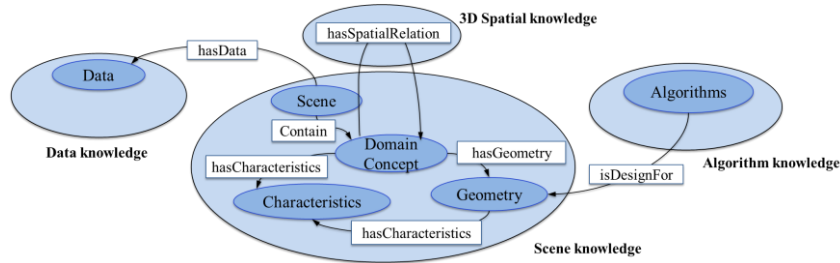 3D Spatial knowledge
hasSpatialRelation
hasData
Data
Scene
Algorithms
Contain
Domain
Concept
Data knowledge
hasCharacteristics
hasGeometry
Algorithm knowledge
isDesignFor
Characteristics
Geometry
hasCharacteristics
Scene knowledge